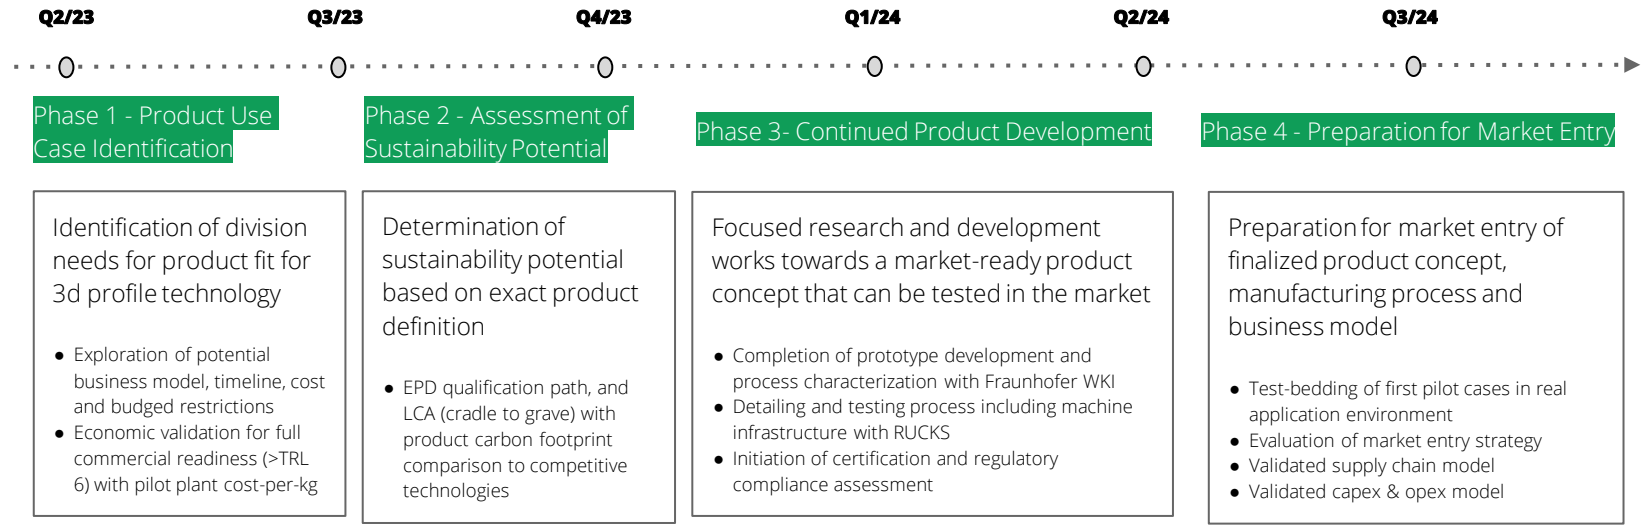 Q2/23
Q3/23
Q4/23
Q1/24
Q2/24
Q3/24
Phase 1 - Product Use
Case Identification
Phase 2 - Assessment of
Sustainability Potential
Phase 3- Continued Product Development
Phase 4 - Preparation for Market Entry
Identification of division
needs for product fit for
3d profile technology
● Exploration of potential
business model, timeline, cost
and budged restrictions
● Economic validation for full
commercial readiness (>TRL
6) with pilot plant cost-per-kg
Determination of
sustainability potential
based on exact product
definition
● EPD qualification path, and
LCA (cradle to grave) with
product carbon footprint
comparison to competitive
technologies
Focused research and development
works towards a market-ready product
concept that can be tested in the market
● Completion of prototype development and
process characterization with Fraunhofer WKI
● Detailing and testing process including machine
infrastructure with RUCKS
● Initiation of certification and regulatory
compliance assessment
Preparation for market entry of
finalized product concept,
manufacturing process and
business model
● Test-bedding of first pilot cases in real
application environment
● Evaluation of market entry strategy
● Validated supply chain model
● Validated capex & opex model